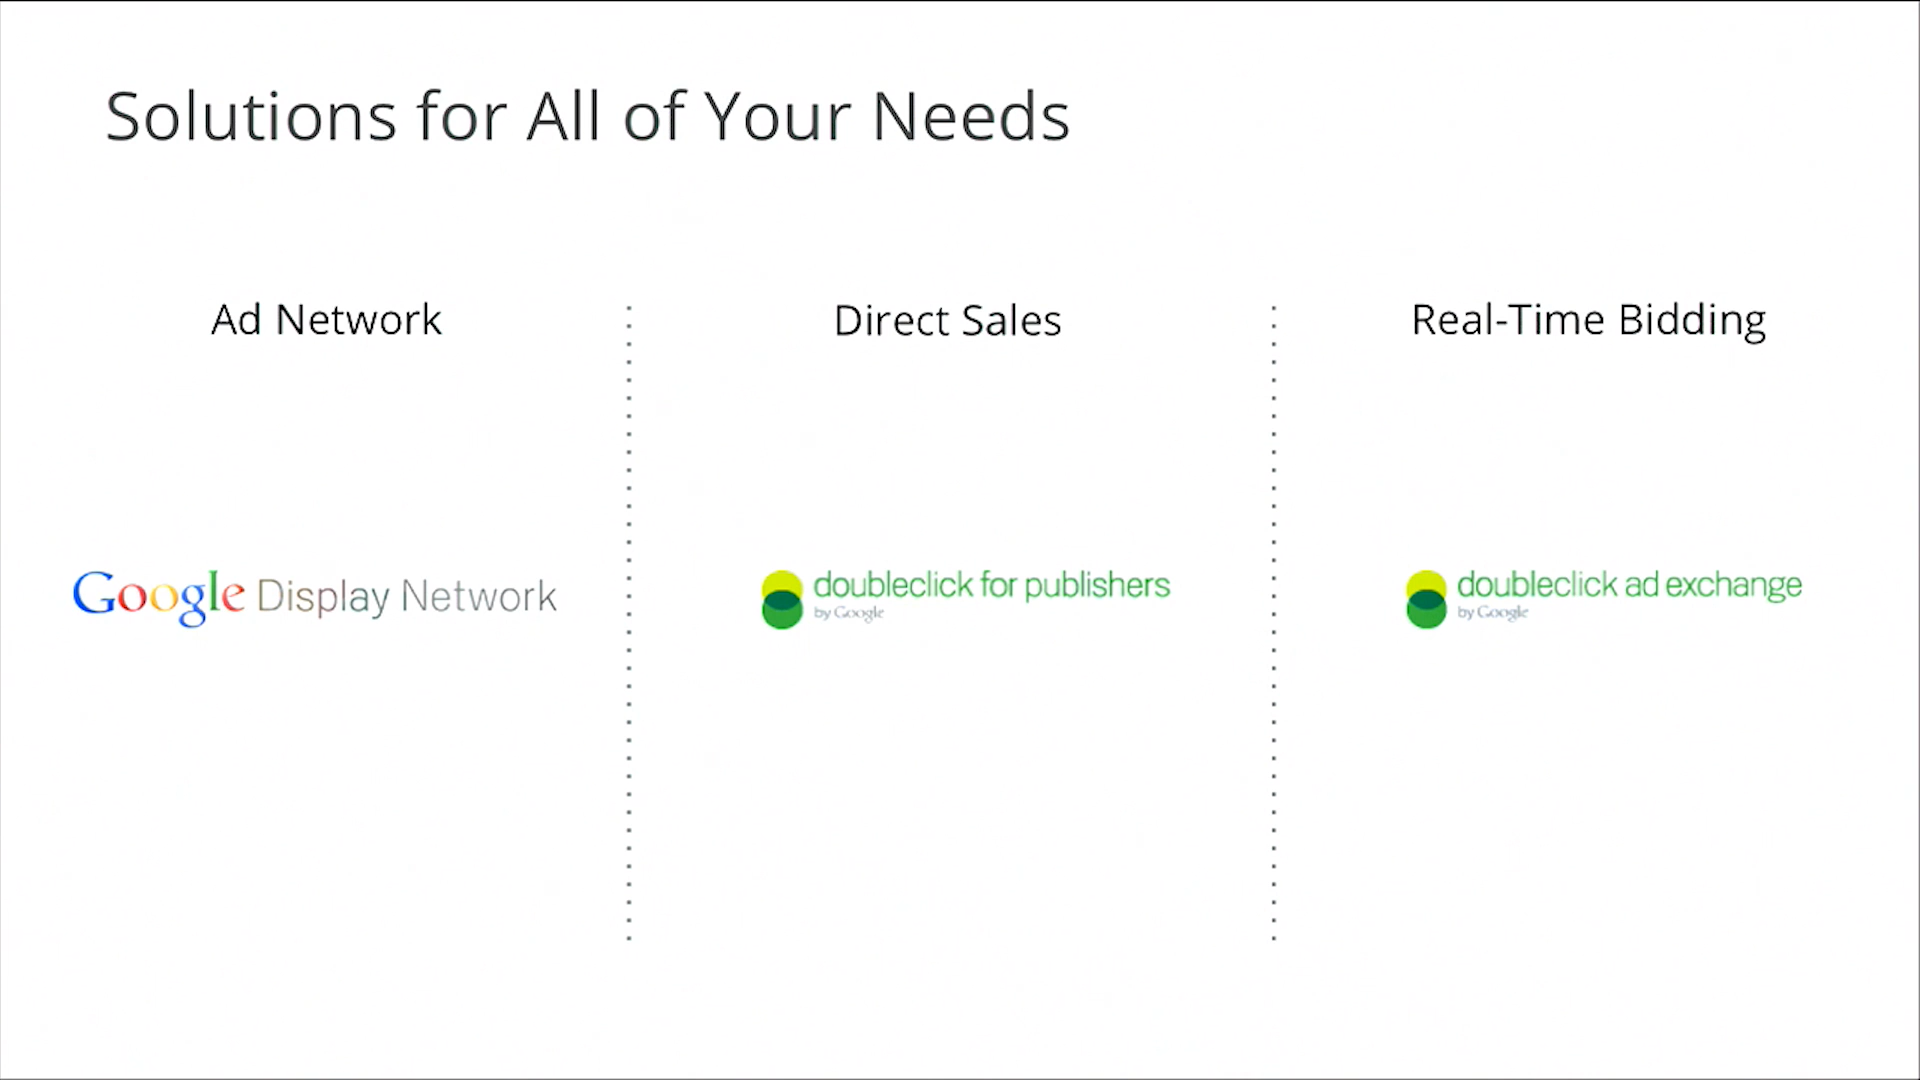 Solutions for All of Your Needs
Ad Network
Direct Sales
Real-Time Bidding
Google Display Network
doubleclick for publishers
by Google
doubleclick ad exchange
by Google